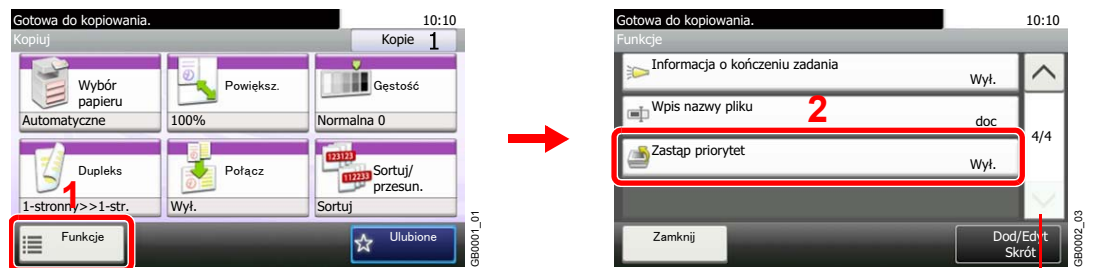 Gotowa do kopiowania.
10:10
Kopiuj
Kopie 1
Wybór
papieru
Automatyczne
Powiększ.
100%
Gęstość
Normalna 0
Dupleks
1-stronny>>1-str.
Połącz
Wył.
123123
112233
Sortuj/
przesun.
Sortuj
1
Funkcje
Ulubione
GB0001_01
Gotowa do kopiowania.
10:10
Funkcje
Informacja o kończeniu zadania
Wył.
Wpis nazwy pliku
doc
2
Zastąp priorytet
Wył.
4/4
Zamknij
Dod/Edyt
Skrót
GB0002_03